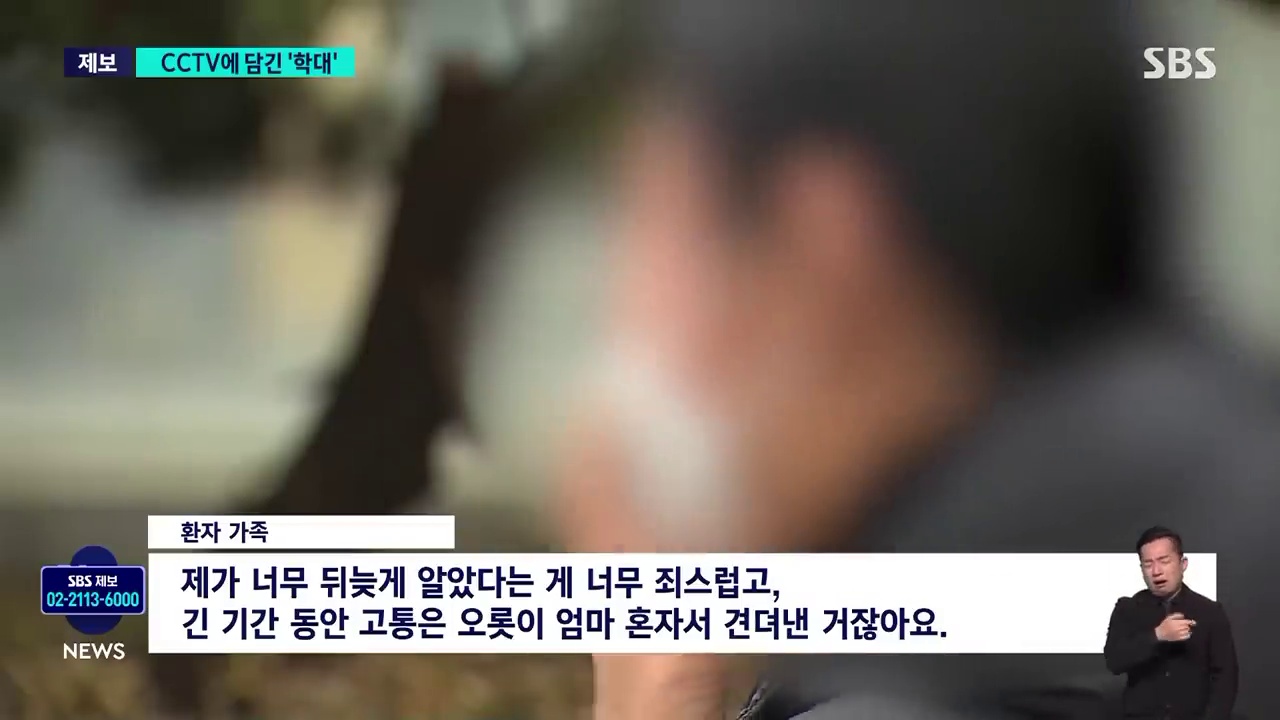 제보 CCTV에 담긴 '학대'
SBS
환자 가족
제가 너무 뒤늦게 알았다는 게 너무 죄스럽고,
긴 기간 동안 고통은 오롯이 엄마 혼자서 견뎌낸 거잖아요.
SBS 제보
02-2113-6000
NEWS